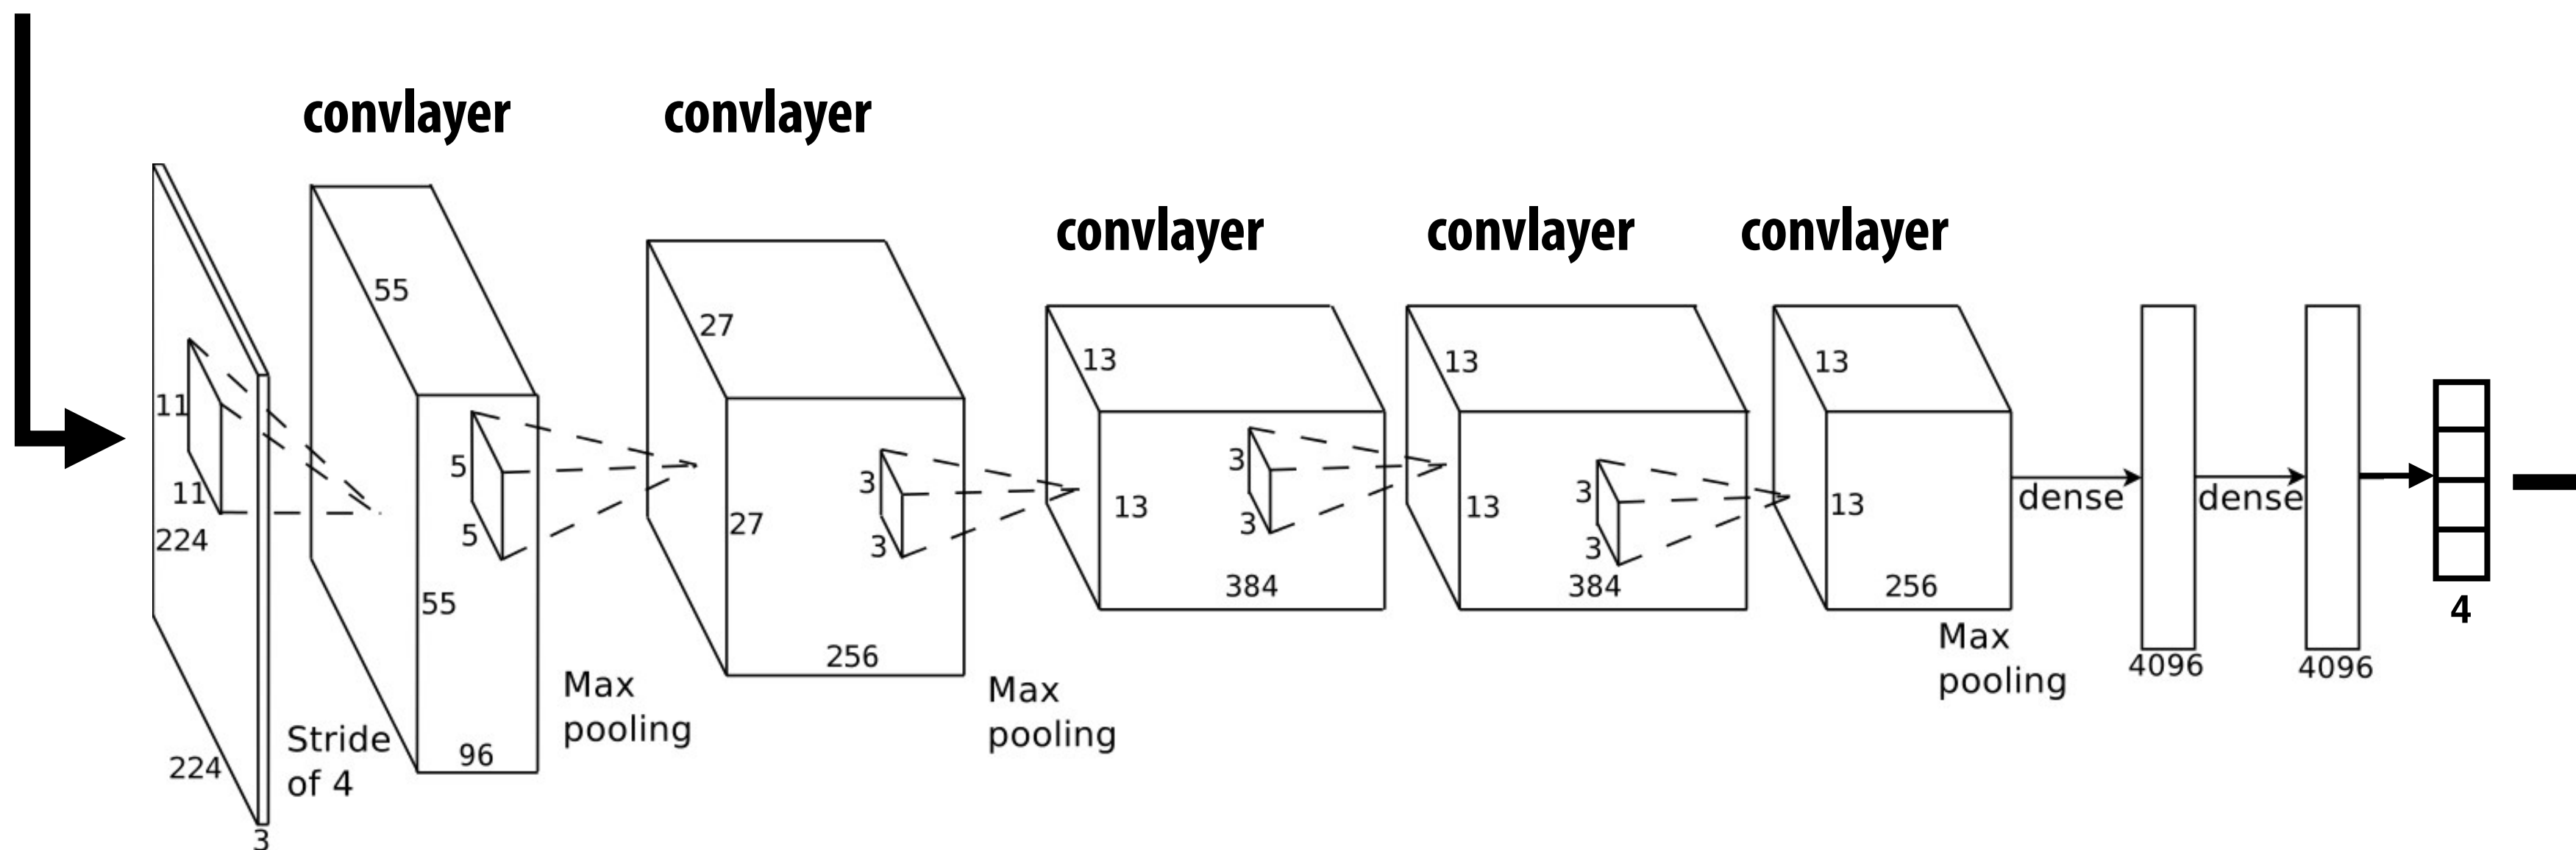 convlayer
convlayer
convlayer
convlayer
convlayer
11
11
224
224
3
Stride
of 4
55
55
96
5
5
Max
pooling
27
27
256
3
3
Max
pooling
13
13
384
3
3
13
13
384
3
3
13
13
256
Max
pooling
dense
4096
dense
4096
4